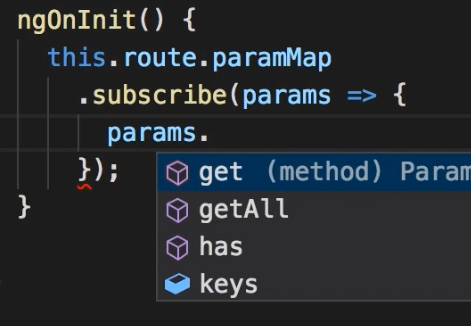 ngOnInit() {
this.route.paramMap
.subscribe(params => {
params.
});
get (method) Param
getAll
has
keys
}